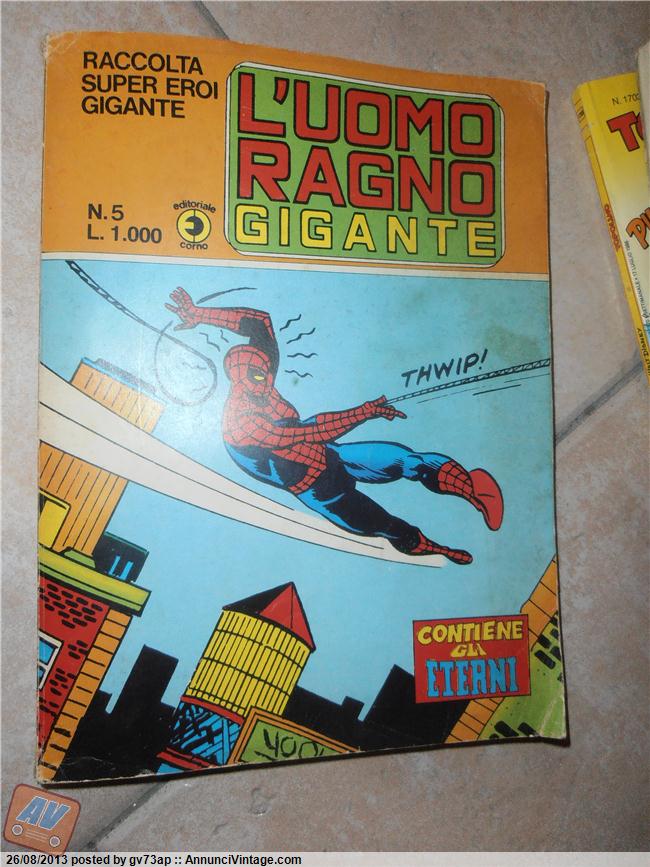 RACCOLTA
SUPER EROI
GIGANTE
L'UOMO
RAGNO
GIGANTE
N.5
L. 1.000
editoriale
corno
THWIP!
CONTIENE
GLI
ETERNI
N. 1702
AV
26/08/2013 posted by gv73ap :: AnnunciVintage.com